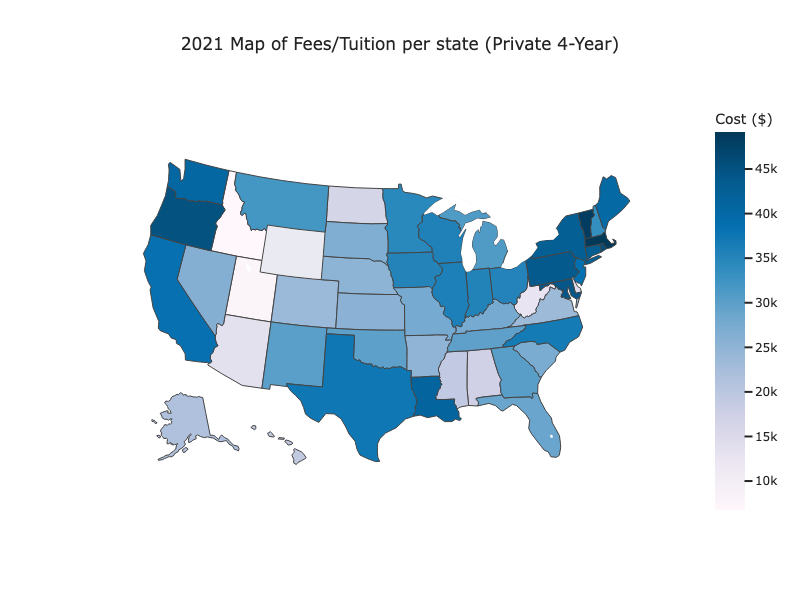 2021 Map of Fees/Tuition per state (Private 4-Year)
Cost ($)
45k
40k
35k
30k
25k
20k
15k
10k